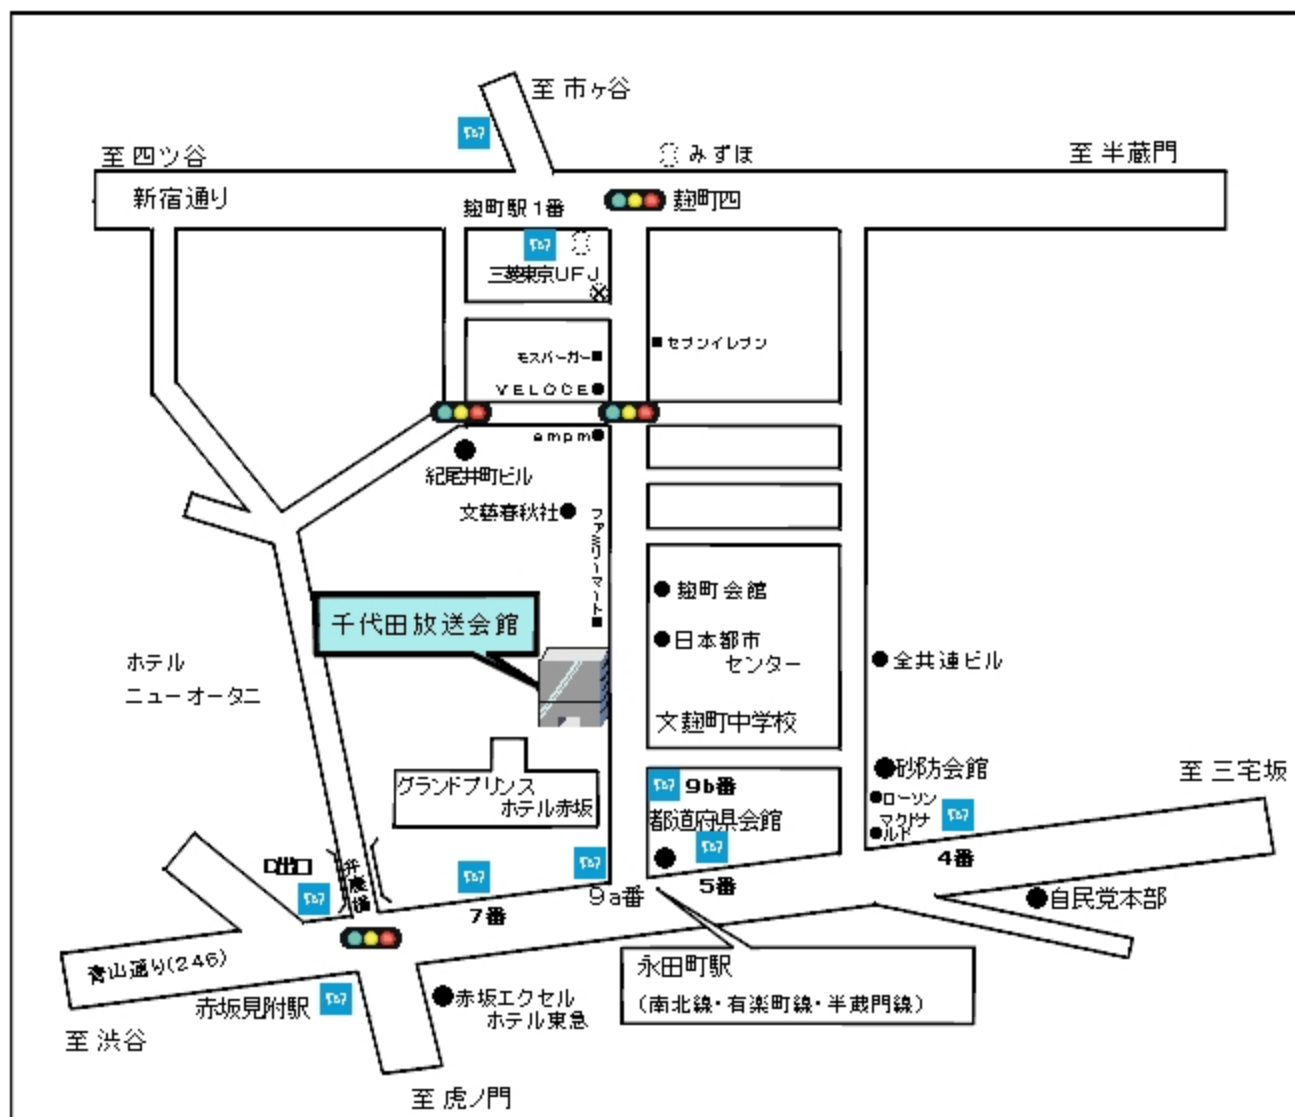 至 市ヶ谷
至 四ツ谷
みずほ
至 半蔵門
新宿通り
麹町駅1番
麹町四
三菱東京UFJ
モスバーガー
セブンイレブン
VELOCE
ampm
紀尾井町ビル
文藝春秋社
ファミリーマート
麹町会館
千代田放送会館
日本都市
センター
ホテル
ニューオータニ
全共連ビル
文 麹町中学校
砂防会館
至 三宅坂
グランドプリンス
ホテル赤坂
9b番
都道府県会館
ローソン
マクドナ
ルド
D出口
弁慶橋
4番
5番
7番
9a番
自民党本部
青山通り(246)
赤坂見附駅
赤坂エクセル
ホテル東急
永田町駅
(南北線・有楽町線・半蔵門線)
至 渋谷
至 虎ノ門